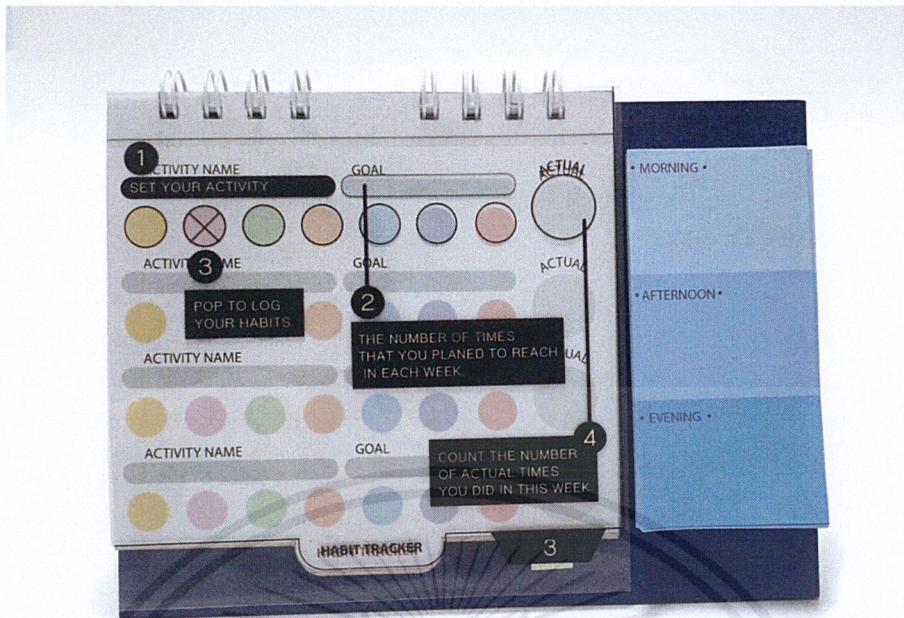 1
ACTIVITY NAME
SET YOUR ACTIVITY
GOAL
ACTUAL
3
ACTIVITY NAME
GOAL
ACTUAL
POP TO LOG
YOUR HABITS
2
THE NUMBER OF TIMES
THAT YOU PLANED TO REACH
IN EACH WEEK
ACTIVITY NAME
UAL
4
COUNT THE NUMBER
OF ACTUAL TIMES
YOU DID IN THIS WEEK
ACTIVITY NAME
GOAL
HABIT TRACKER
3
• MORNING •
• AFTERNOON •
• EVENING •